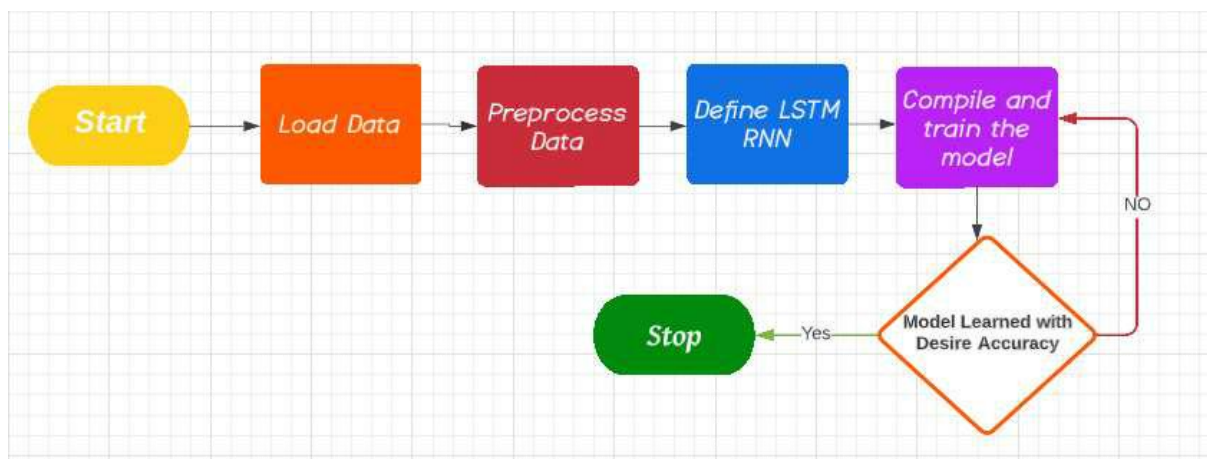 Start
Load Data
Preprocess
Data
Define LSTM
RNN
Compile and
train the
model
NO
Model Learned with
Desire Accuracy
Yes
Stop